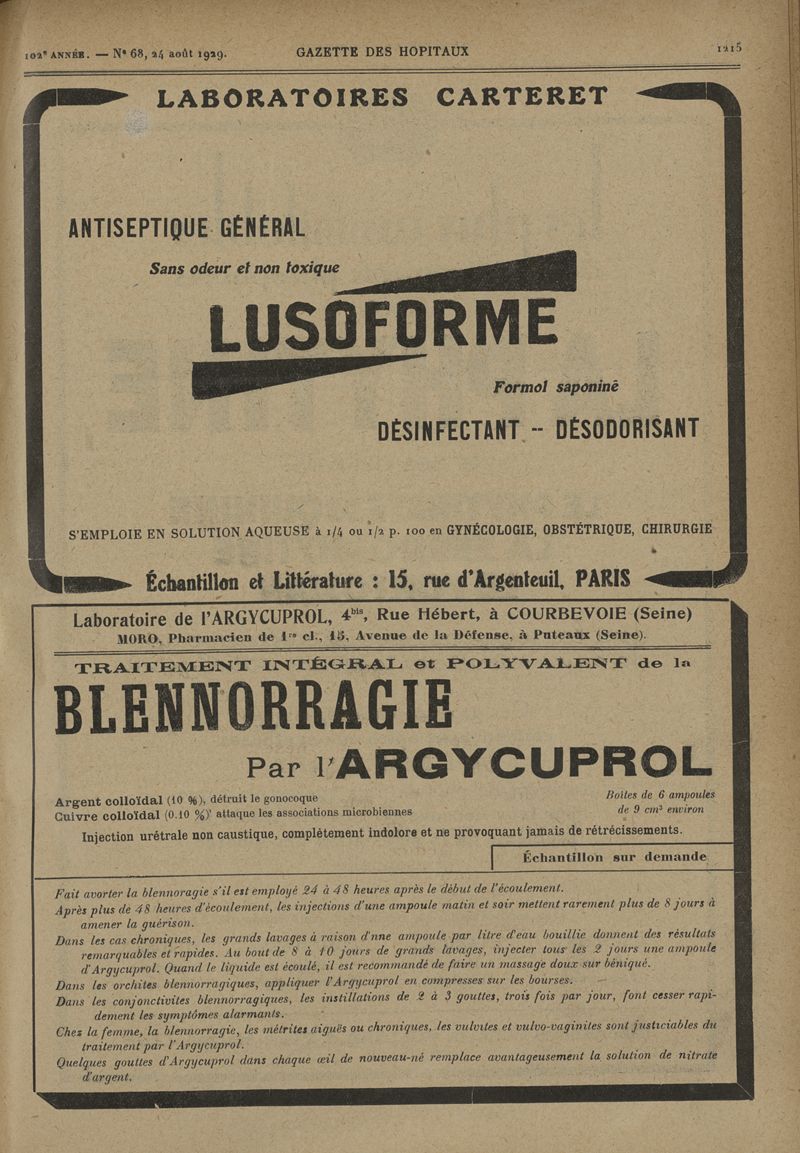 102e ANNÉE. — N° 68, 24 août 1929.
GAZETTE DES HOPITAUX
1215
LABORATOIRES CARTERET
ANTISEPTIQUE GÉNÉRAL
Sans odeur et non toxique
LUSOFORME
Formol saponiné
DÉSINFECTANT -- DÉSODORISANT
S'EMPLOIE EN SOLUTION AQUEUSE à 1/4 ou 1/2 p. 100 en GYNÉCOLOGIE, OBSTÉTRIQUE, CHIRURGIE
Échantillon et Littérature : 15, rue d'Argenteuil, PARIS
Laboratoire de l'ARGYCUPROL, 4bis, Rue Hébert, à COURBEVOIE (Seine)
MORO, Pharmacien de 1re cl., 15, Avenue de la Défense, à Puteaux (Seine).
TRAITEMENT INTÉGRAL et POLYVALENT de la
BLENNORRAGIE
Par l'ARGYCUPROL
Argent colloïdal (10 %), détruit le gonocoque
Cuivre colloïdal (0.10 %) attaque les associations microbiennes
Boîtes de 6 ampoules
de 9 cm3 environ
Injection urétrale non caustique, complètement indolore et ne provoquant jamais de rétrécissements.
Échantillon sur demande
Fait avorter la blennoragie s'il est employé 24 à 48 heures après le début de l'écoulement.
Après plus de 48 heures d'écoulement, les injections d'une ampoule matin et soir mettent rarement plus de 8 jours à
amener la guérison.
Dans les cas chroniques, les grands lavages à raison d'nne ampoule par litre d'eau bouillie donnent des résultats
remarquables et rapides. Au bout de 8 à 10 jours de grands lavages, injecter tous les 2 jours une ampoule
d'Argycuprol. Quand le liquide est écoulé, il est recommandé de faire un massage doux sur béniqué.
Dans les orchites blennorragiques, appliquer l'Argycuprol en compresses sur les bourses.
Dans les conjonctivites blennorragiques, les instillations de 2 à 3 gouttes, trois fois par jour, font cesser rapi-
dement les symptômes alarmants.
Chez la femme, la blennorragie, les métrites aiguës ou chroniques, les vulvites et vulvo-vaginites sont justiciables du
traitement par l'Argycuprol.
Quelques gouttes d'Argycuprol dans chaque œil de nouveau-né remplace avantageusement la solution de nitrate
d'argent.